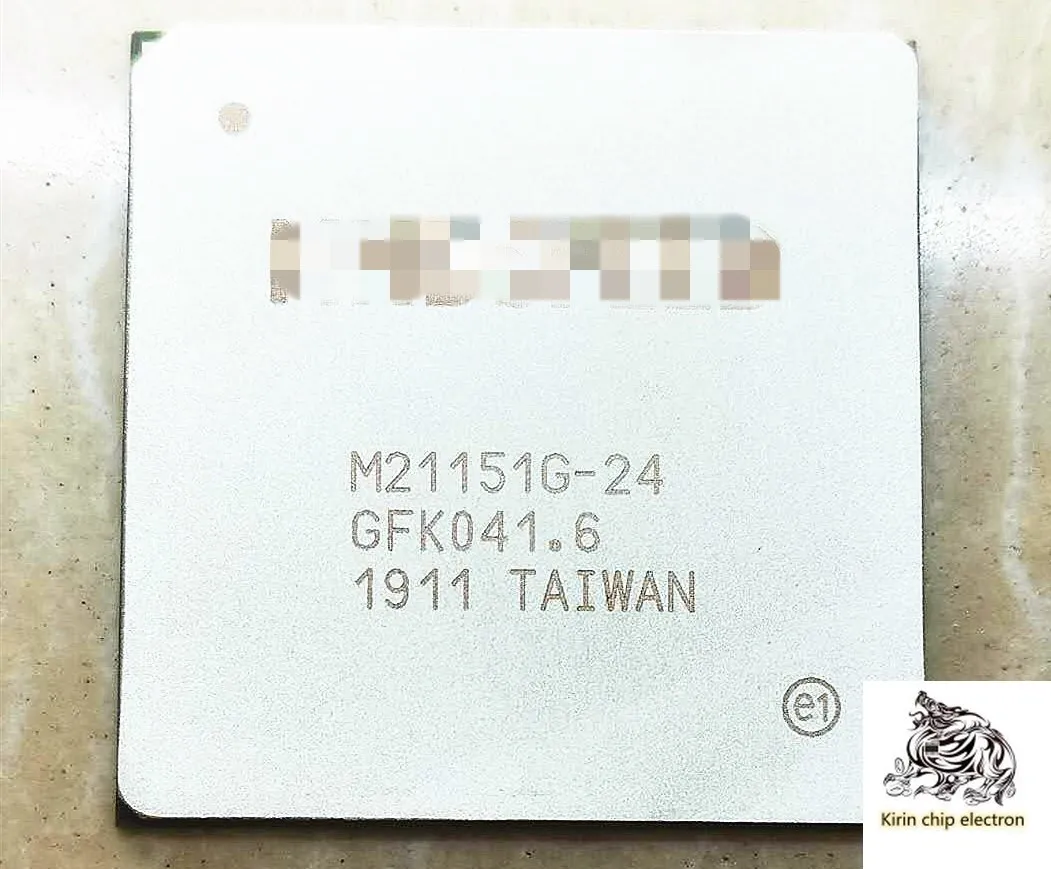 M21151G-24
GFK041.6
1911 TAIWAN
e1
Kirin chip electron